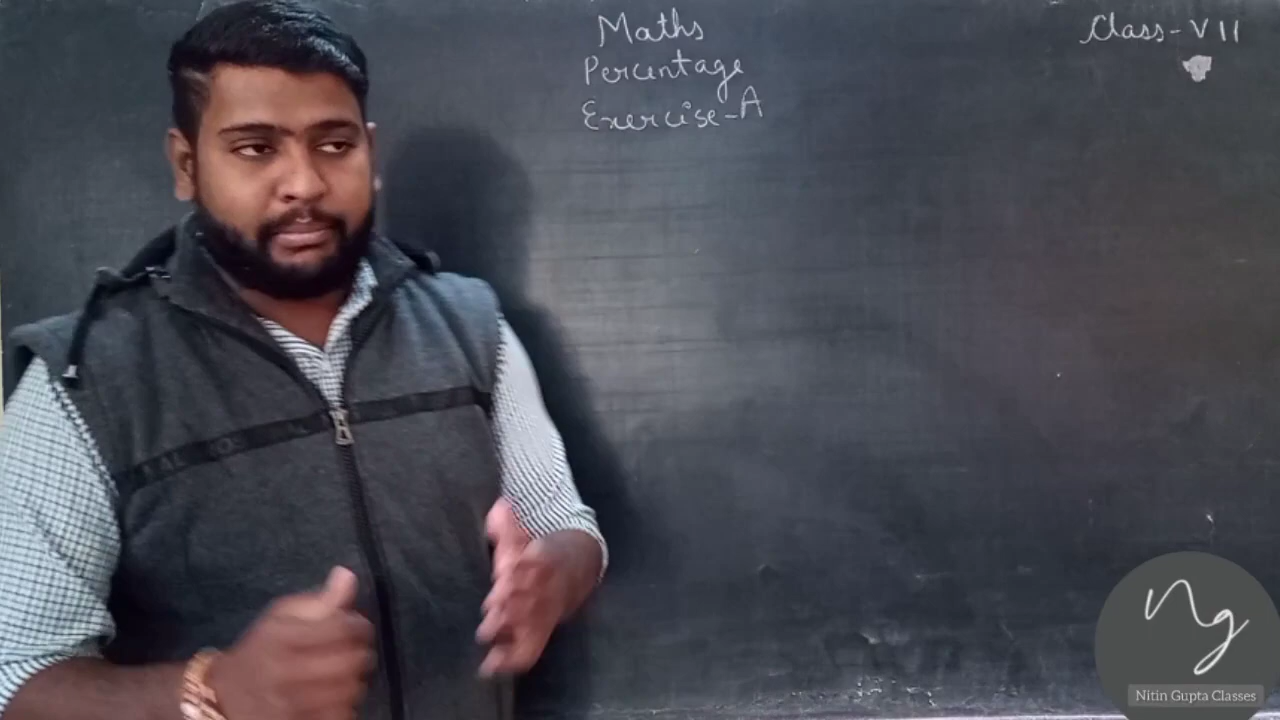 Maths
Percentage
Exercise-A
Class-VII
Ng
Nitin Gupta Classes